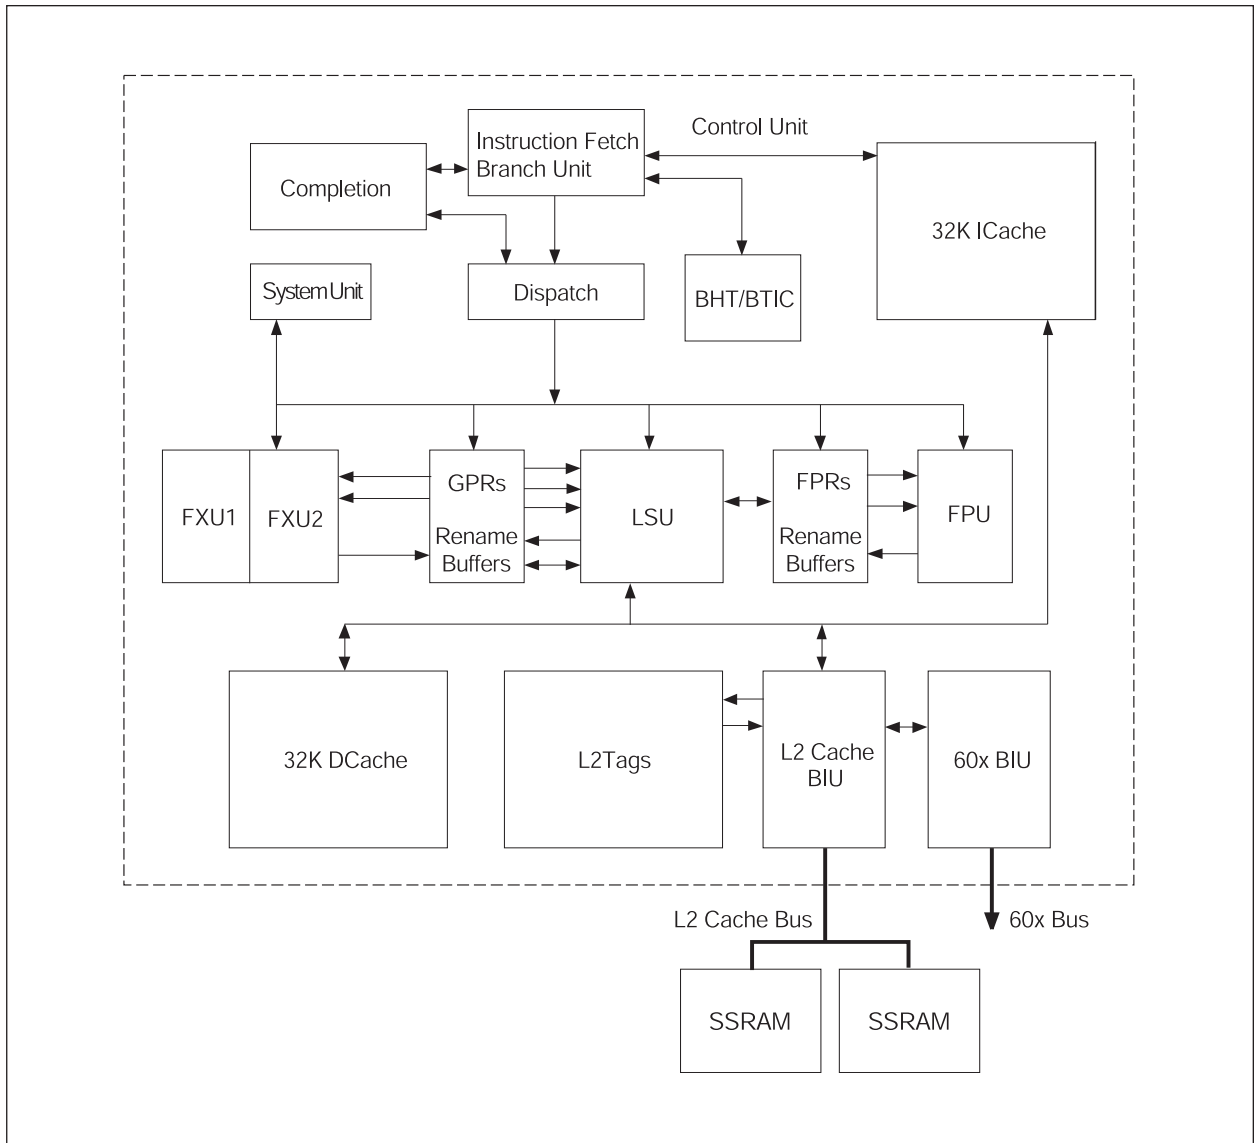 Control Unit
Instruction Fetch
Branch Unit
Completion
32K ICache
System Unit
Dispatch
BHT/BTIC
FXU1
FXU2
GPRs
Rename
Buffers
LSU
FPRs
Rename
Buffers
FPU
32K DCache
L2Tags
L2 Cache
BIU
60x BIU
L2 Cache Bus
60x Bus
SSRAM
SSRAM